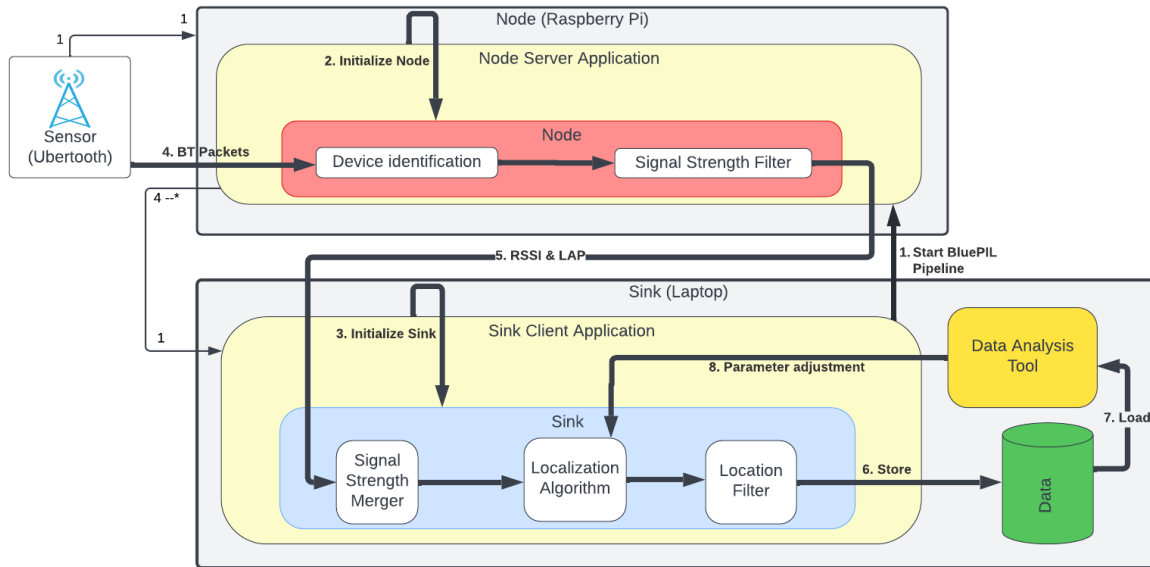 Node (Raspberry Pi)
1
1
2. Initialize Node
Node Server Application
Sensor
(Ubertooth)
Node
4. BT Packets
Device identification
Signal Strength Filter
4 --*
5. RSSI & LAP
1. Start BluePIL
Pipeline
Sink (Laptop)
3. Initialize Sink
Sink Client Application
1
Data Analysis
Tool
8. Parameter adjustment
Sink
7. Load
Signal
Strength
Merger
Localization
Algorithm
Location
Filter
6. Store
Data